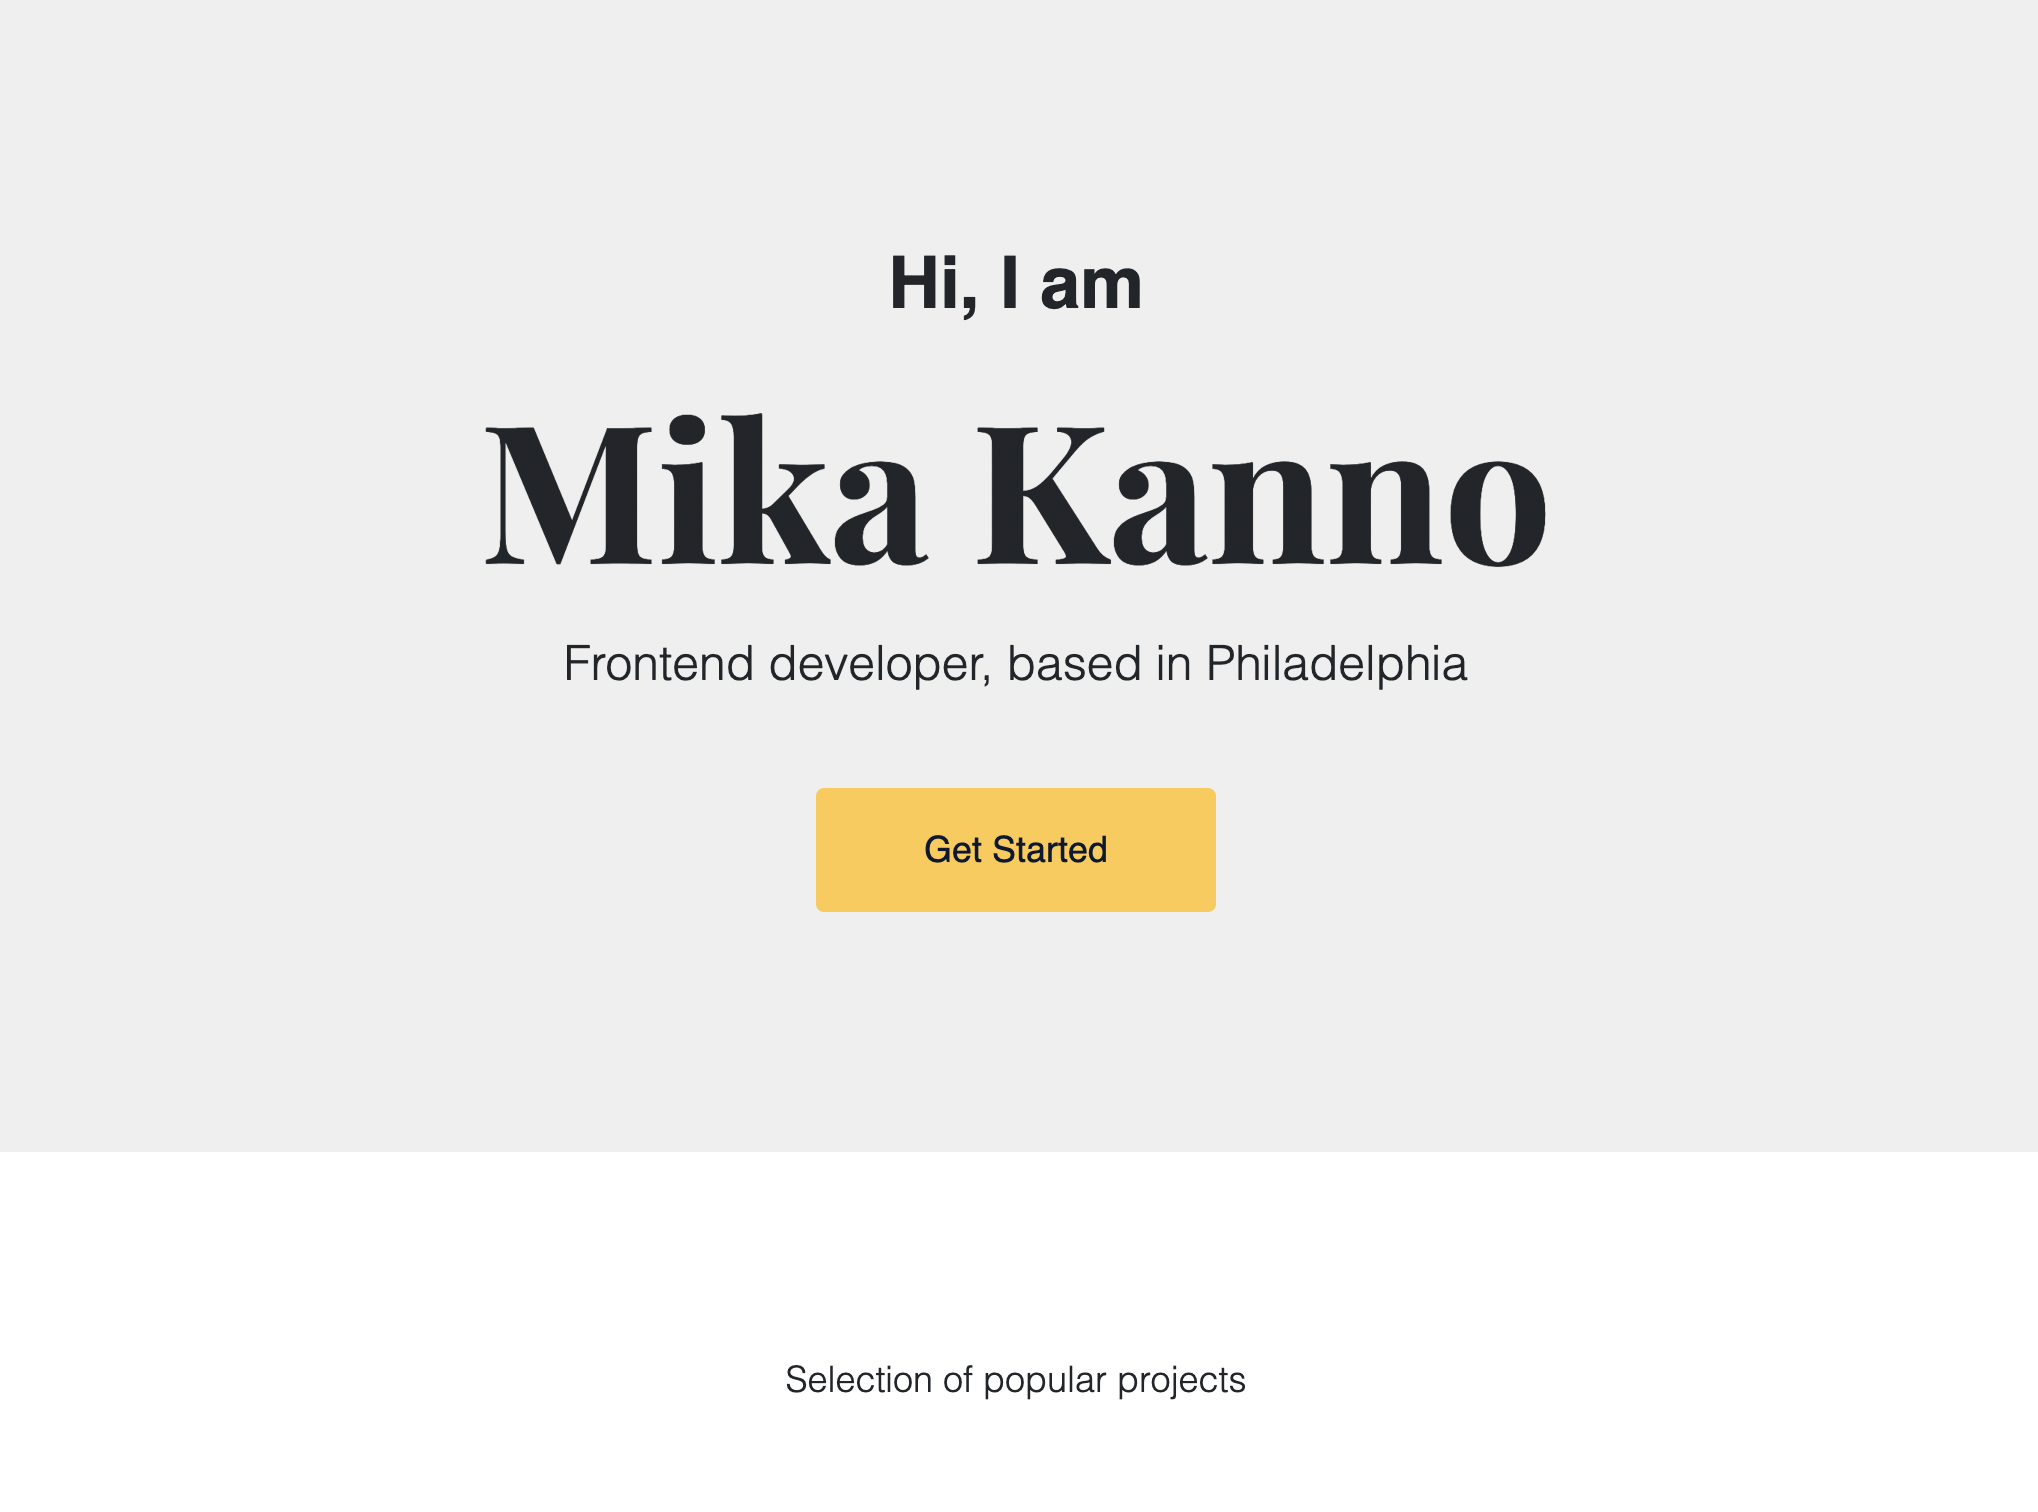 Hi, I am
Mika Kanno
Frontend developer, based in Philadelphia
Get Started
Selection of popular projects